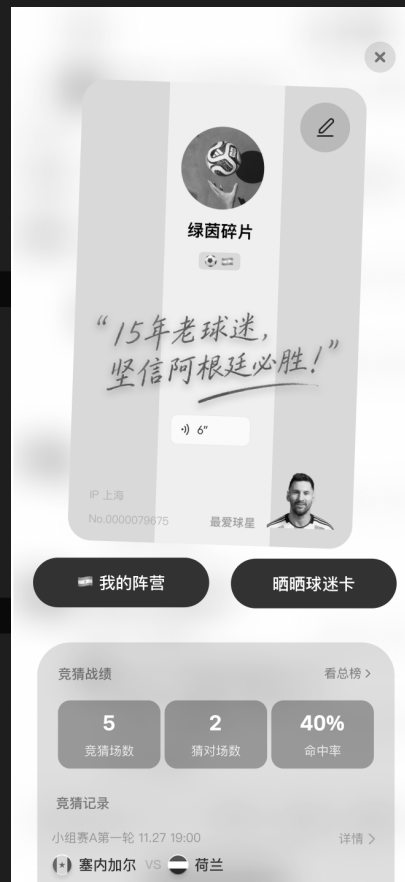 绿茵碎片
“15年老球迷，
坚信阿根廷必胜！”
6"
IP 上海
No.0000079675
最爱球星
我的阵营
晒晒球迷卡
竞猜战绩
看总榜 >
5
2
40%
竞猜场数
猜对场数
命中率
竞猜记录
小组赛A第一轮 11.27 19:00
详情 >
塞内加尔 VS 荷兰